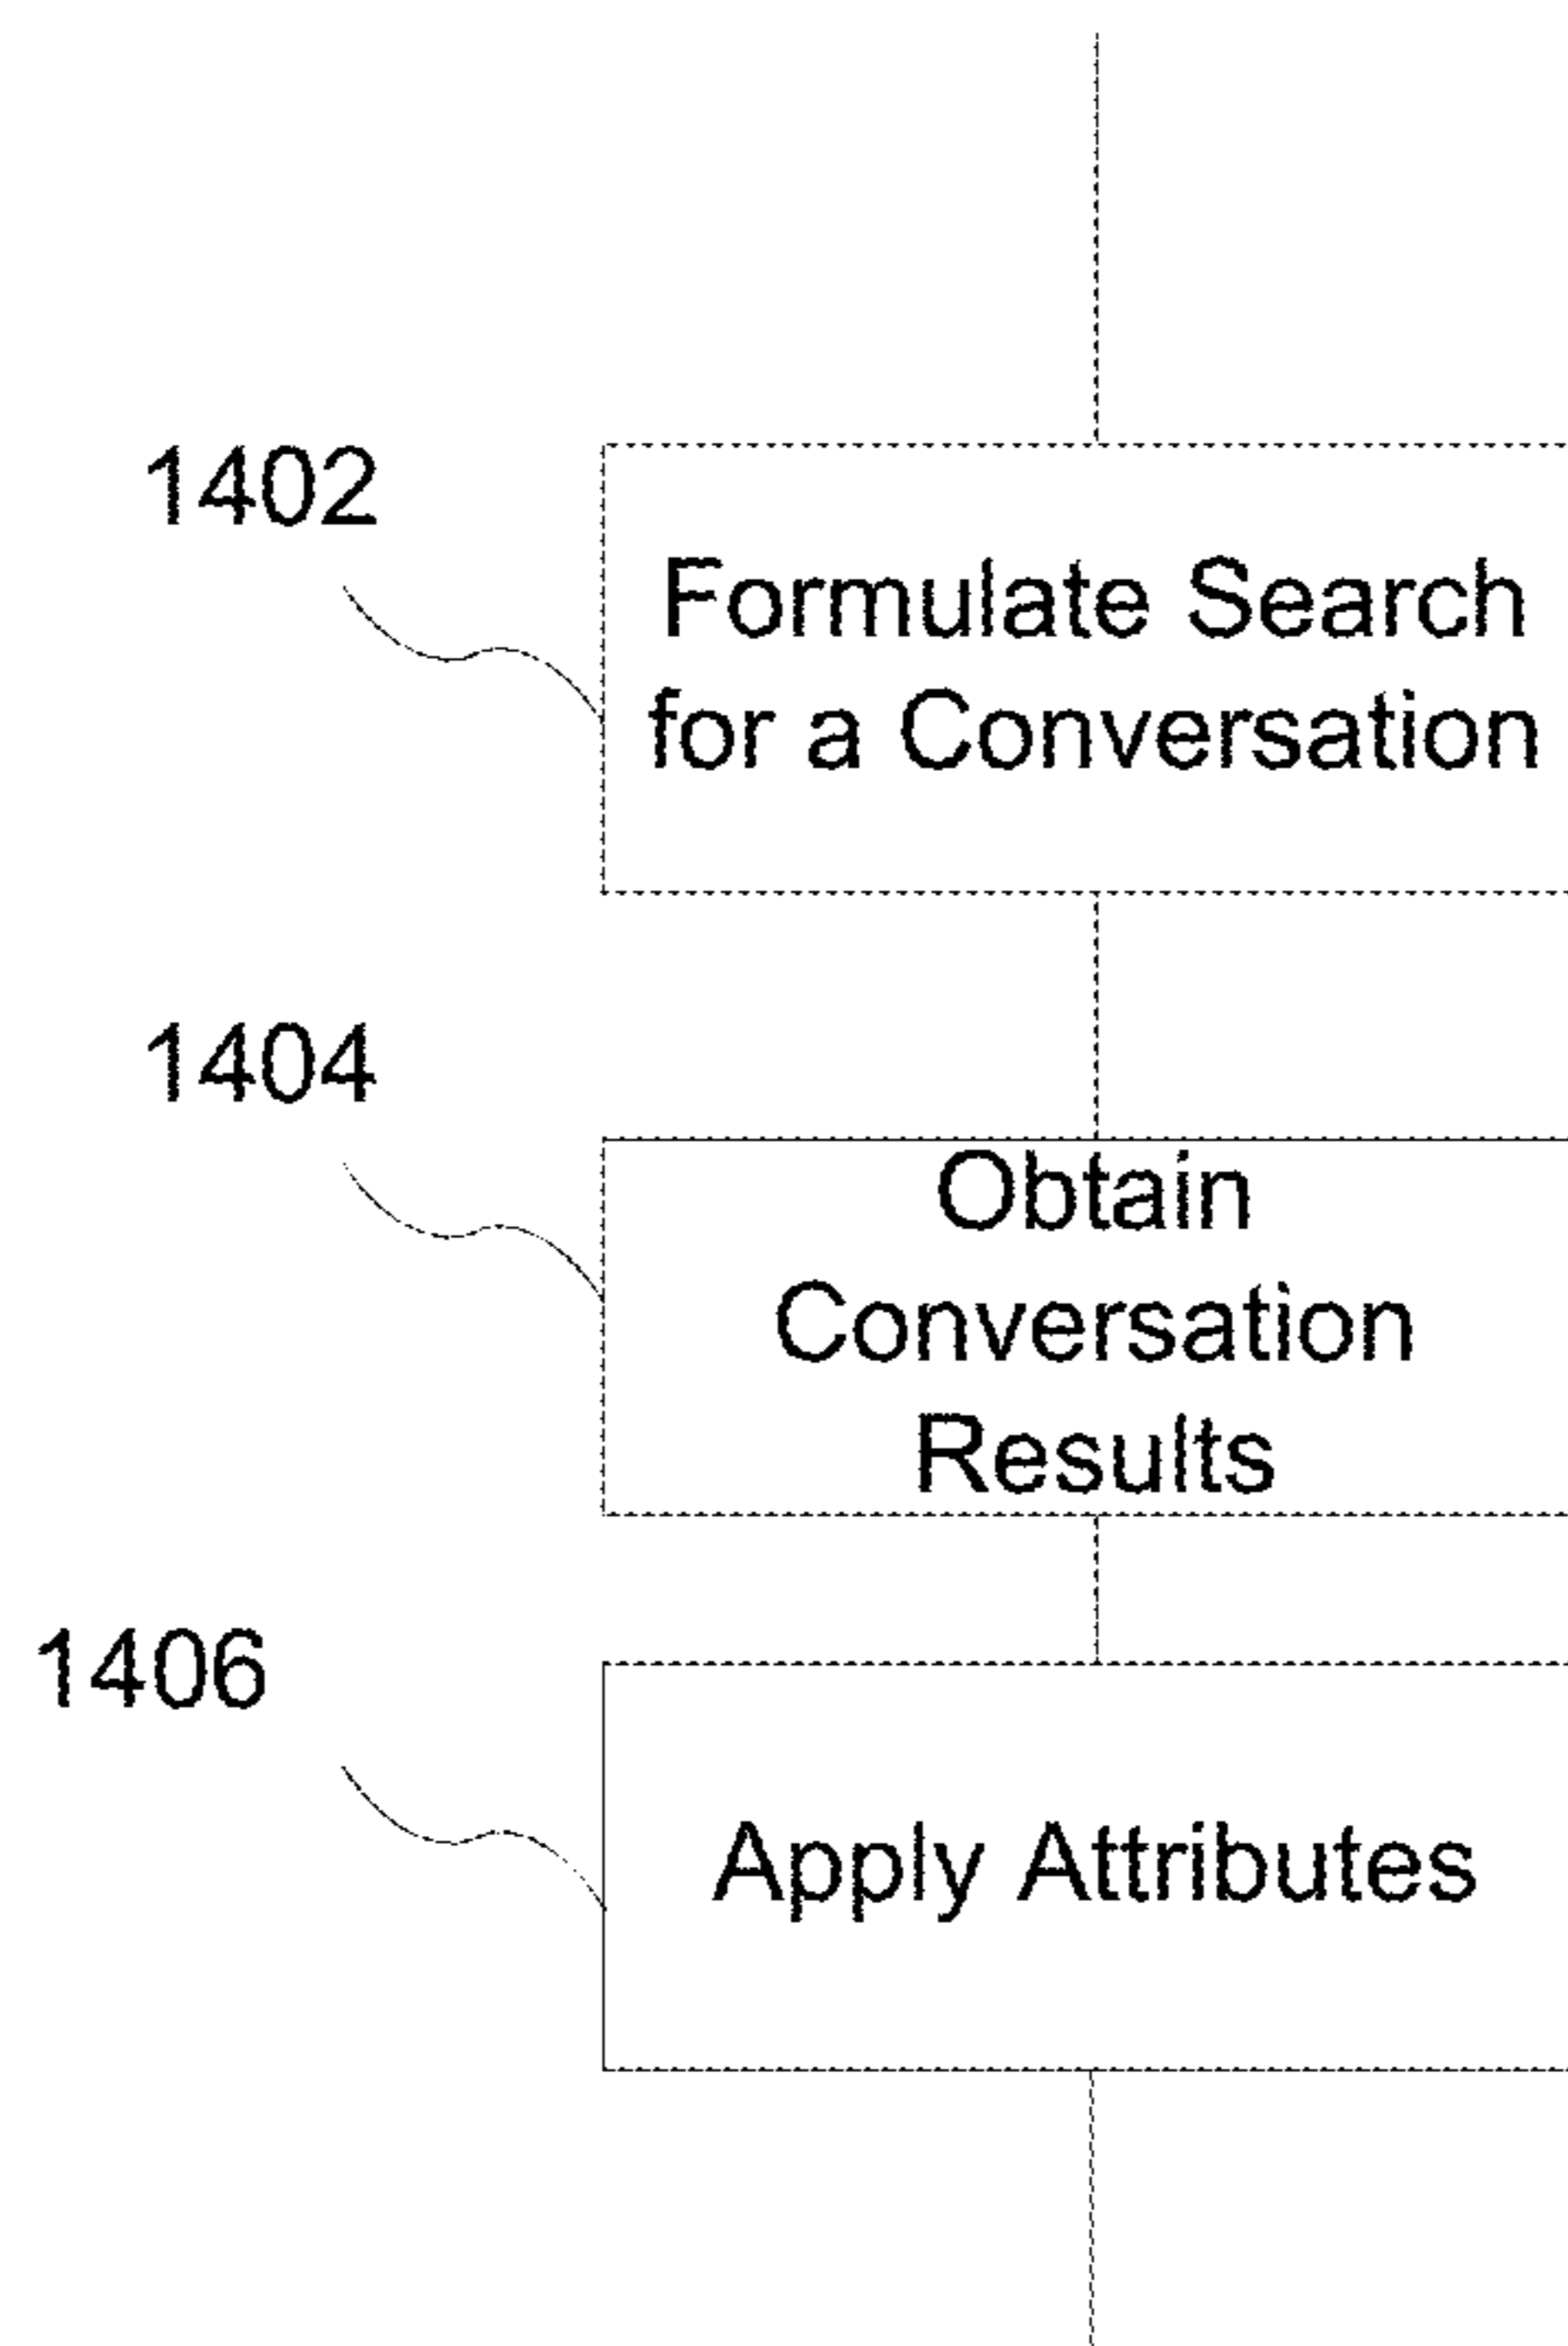 1402
Formulate Search
for a Conversation
1404
Obtain
Conversation
Results
1406
Apply Attributes